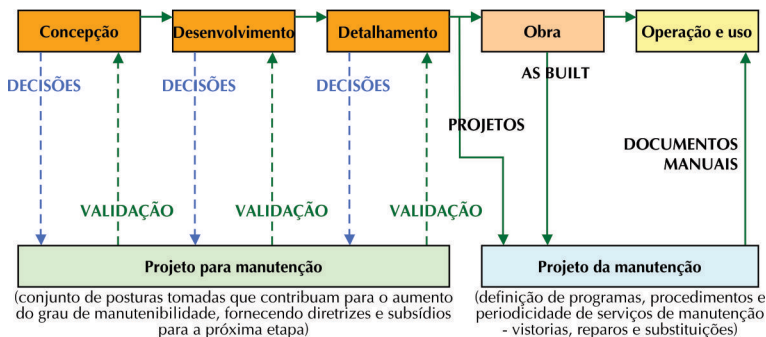 Concepção
Desenvolvimento
Detalhamento
Obra
Operação e uso
DECISÕES
DECISÕES
DECISÕES
AS BUILT
PROJETOS
DOCUMENTOS
MANUAIS
VALIDAÇÃO
VALIDAÇÃO
VALIDAÇÃO
Projeto para manutenção
(conjunto de posturas tomadas que contribuam para o aumento
do grau de manutenibilidade, fornecendo diretrizes e subsídios
para a próxima etapa)
Projeto da manutenção
(definição de programas, procedimentos e
periodicidade de serviços de manutenção
- vistorias, reparos e substituições)